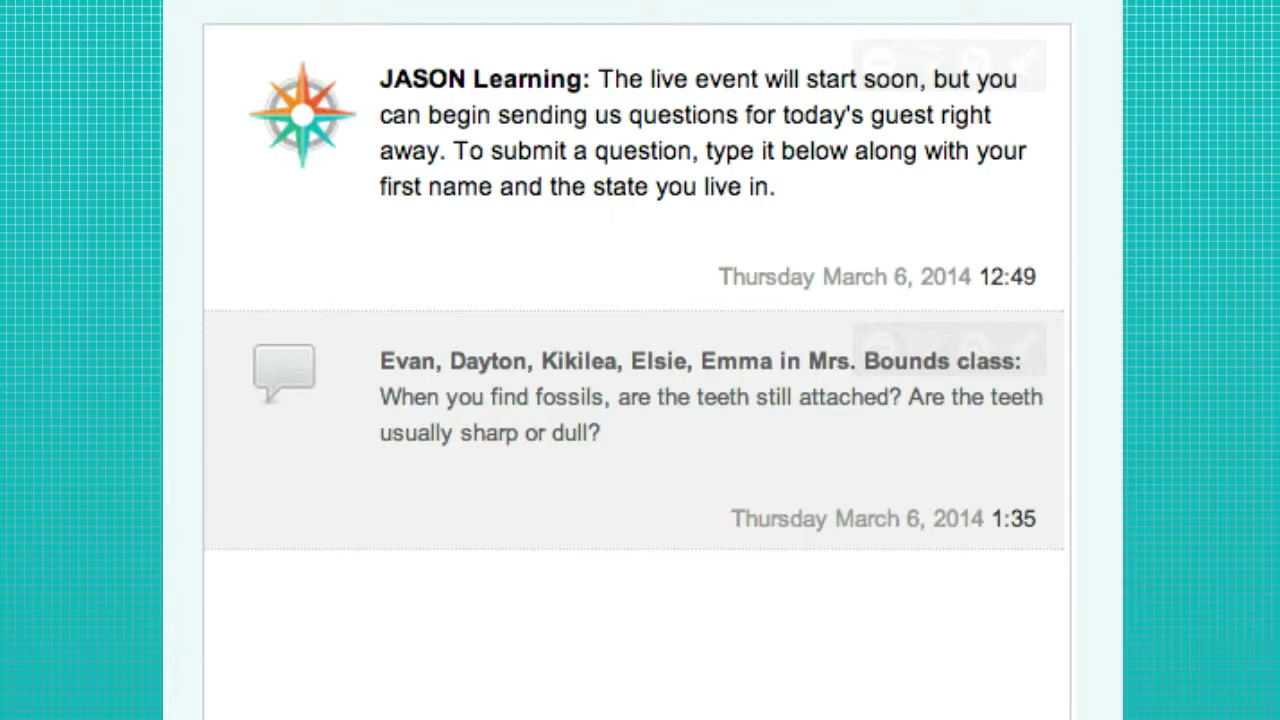 JASON Learning: The live event will start soon, but you
can begin sending us questions for today's guest right
away. To submit a question, type it below along with your
first name and the state you live in.
Thursday March 6, 2014 12:49
Evan, Dayton, Kikilea, Elsie, Emma in Mrs. Bounds class:
When you find fossils, are the teeth still attached? Are the teeth
usually sharp or dull?
Thursday March 6, 2014 1:35